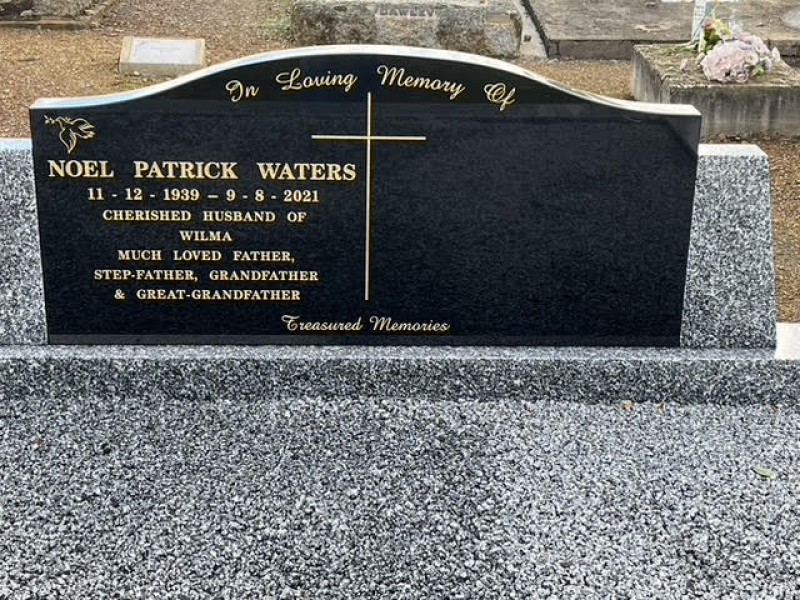 In Loving Memory Of
NOEL PATRICK WATERS
11 - 12 - 1939 – 9 - 8 - 2021
CHERISHED HUSBAND OF
WILMA
MUCH LOVED FATHER,
STEP-FATHER, GRANDFATHER
& GREAT-GRANDFATHER
Treasured Memories